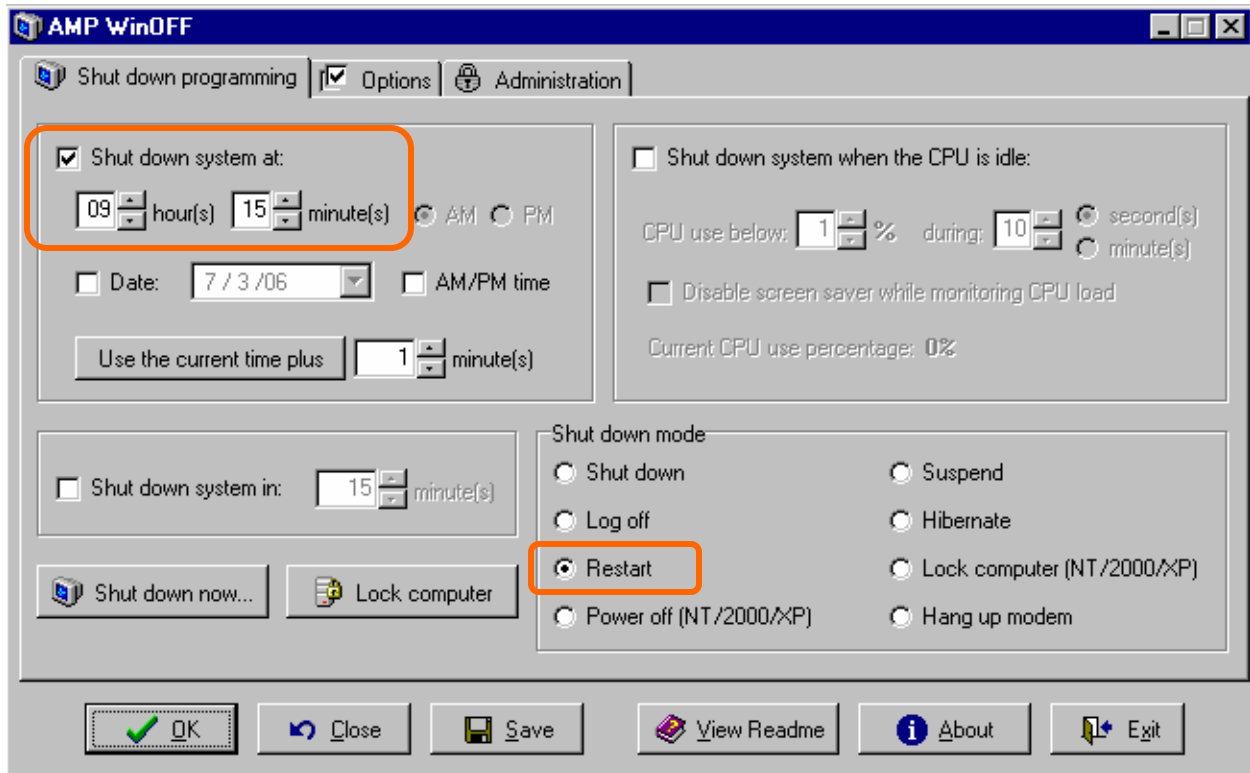 AMP WinOFF
Shut down programming Options Administration
Shut down system at:
09 hour(s) 15 minute(s) AM PM
Date: 7 / 3 /06 AM/PM time
Use the current time plus 1 minute(s)
Shut down system when the CPU is idle:
CPU use below: 1 % during: 10 second(s)
minute(s)
Disable screen saver while monitoring CPU load
Current CPU use percentage: 0%
Shut down system in: 15 minute(s)
Shut down now... Lock computer
Shut down mode
Shut down Suspend
Log off Hibernate
Restart Lock computer (NT/2000/XP)
Power off (NT/2000/XP) Hang up modem
OK Close Save View Readme About Exit